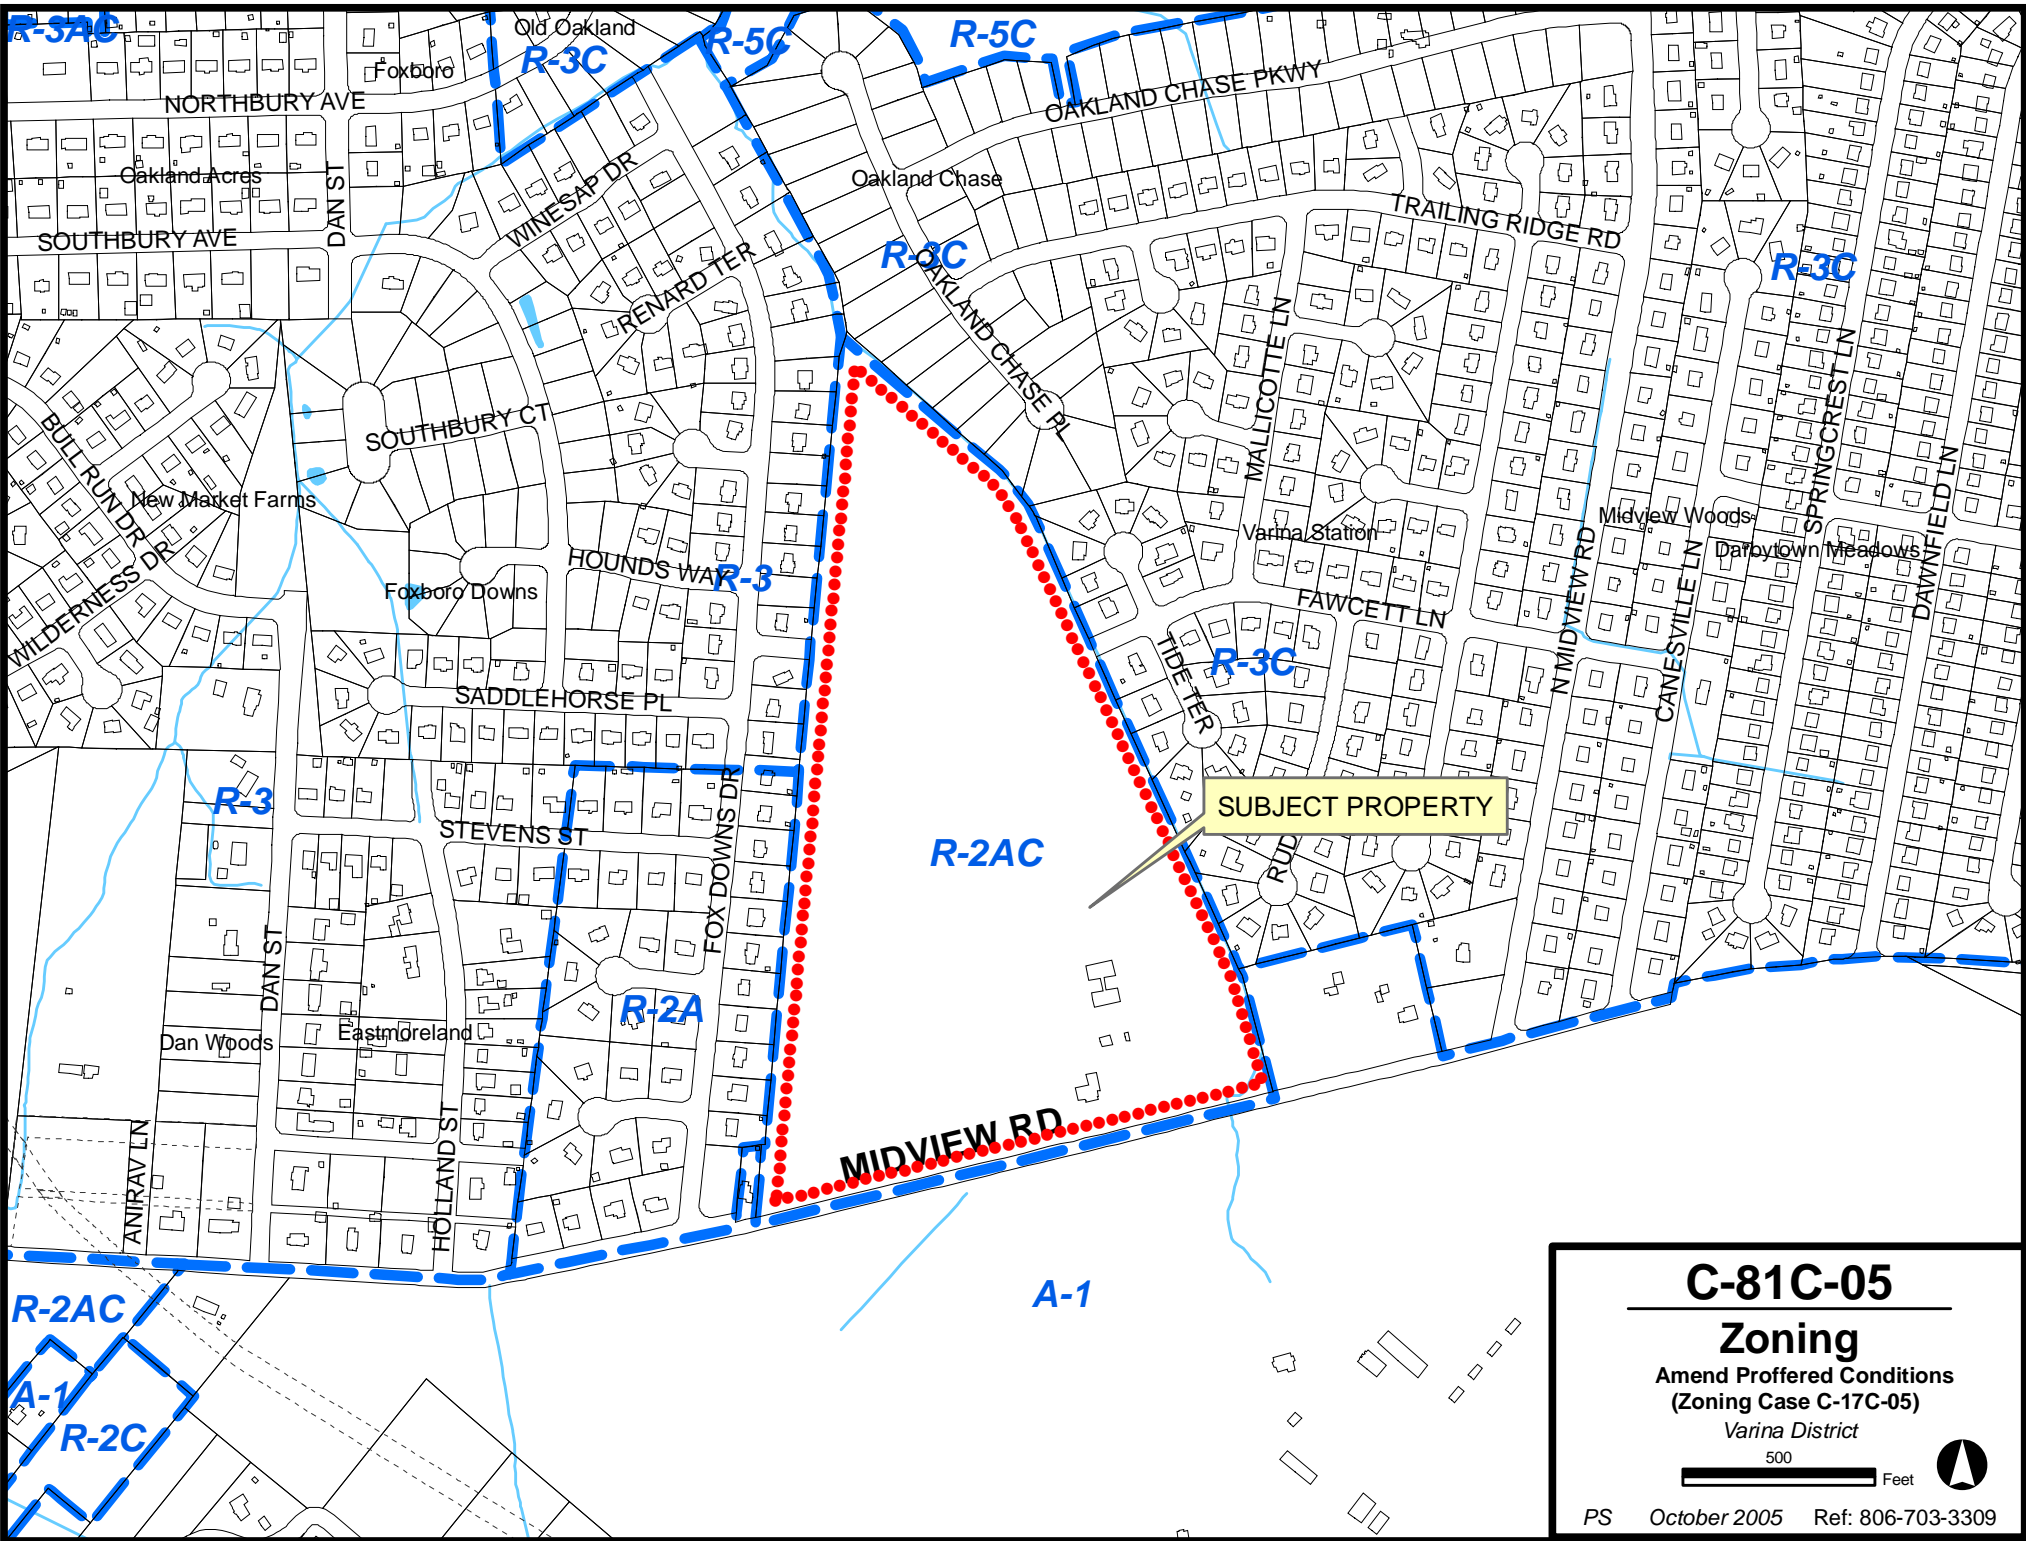 R-3AC
Old Oakland
R-3C
R-5C
R-5C
Foxboro
NORTHBURY AVE
OAKLAND CHASE PKWY
Oakland Acres
DAN ST
WINESAP DR
Oakland Chase
TRAILING RIDGE RD
SOUTHBURY AVE
RENARD TER
R-3C
R-3C
OAKLAND CHASE PL
MALLICOTTE LN
SPRINGCREST LN
SOUTHBURY CT
BULL RUN DR
New Market Farms
Varina Station
N MIDVIEW RD
Midview Woods
Darbytown Meadows
DAWNFIELD LN
HOUNDS WAY
R-3
WILDERNESS DR
Foxboro Downs
FAWCETT LN
CANESVILLE LN
TIDE TER
R-3C
SADDLEHORSE PL
R-3
SUBJECT PROPERTY
STEVENS ST
FOX DOWNS DR
R-2AC
RUD
DAN ST
R-2A
Dan Woods
Eastmoreland
MIDVIEW RD
ANIRAV LN
HOLLAND ST
A-1
R-2AC
A-1
R-2C
C-81C-05
Zoning
Amend Proffered Conditions
(Zoning Case C-17C-05)
Varina District
500
Feet
PS October 2005 Ref: 806-703-3309